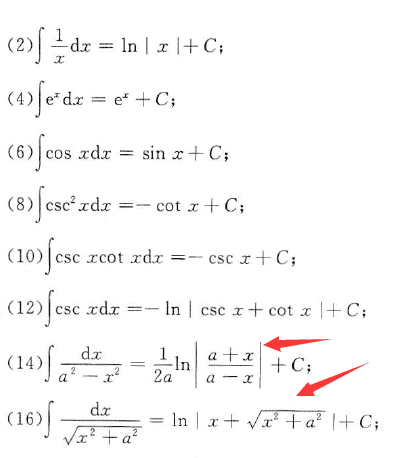 (2)∫ 1/x dx = ln | x |+ C;
(4)∫eˣdx = eˣ + C;
(6)∫cos xdx = sin x + C;
(8)∫csc²xdx =− cot x + C;
(10)∫csc xcot xdx =− csc x + C;
(12)∫csc xdx =− ln | csc x + cot x |+ C;
(14)∫ dx/(a² − x²) = 1/(2a) ln | (a + x)/(a − x) | + C;
(16)∫ dx/√(x² + a²) = ln | x + √(x² + a²) |+ C;